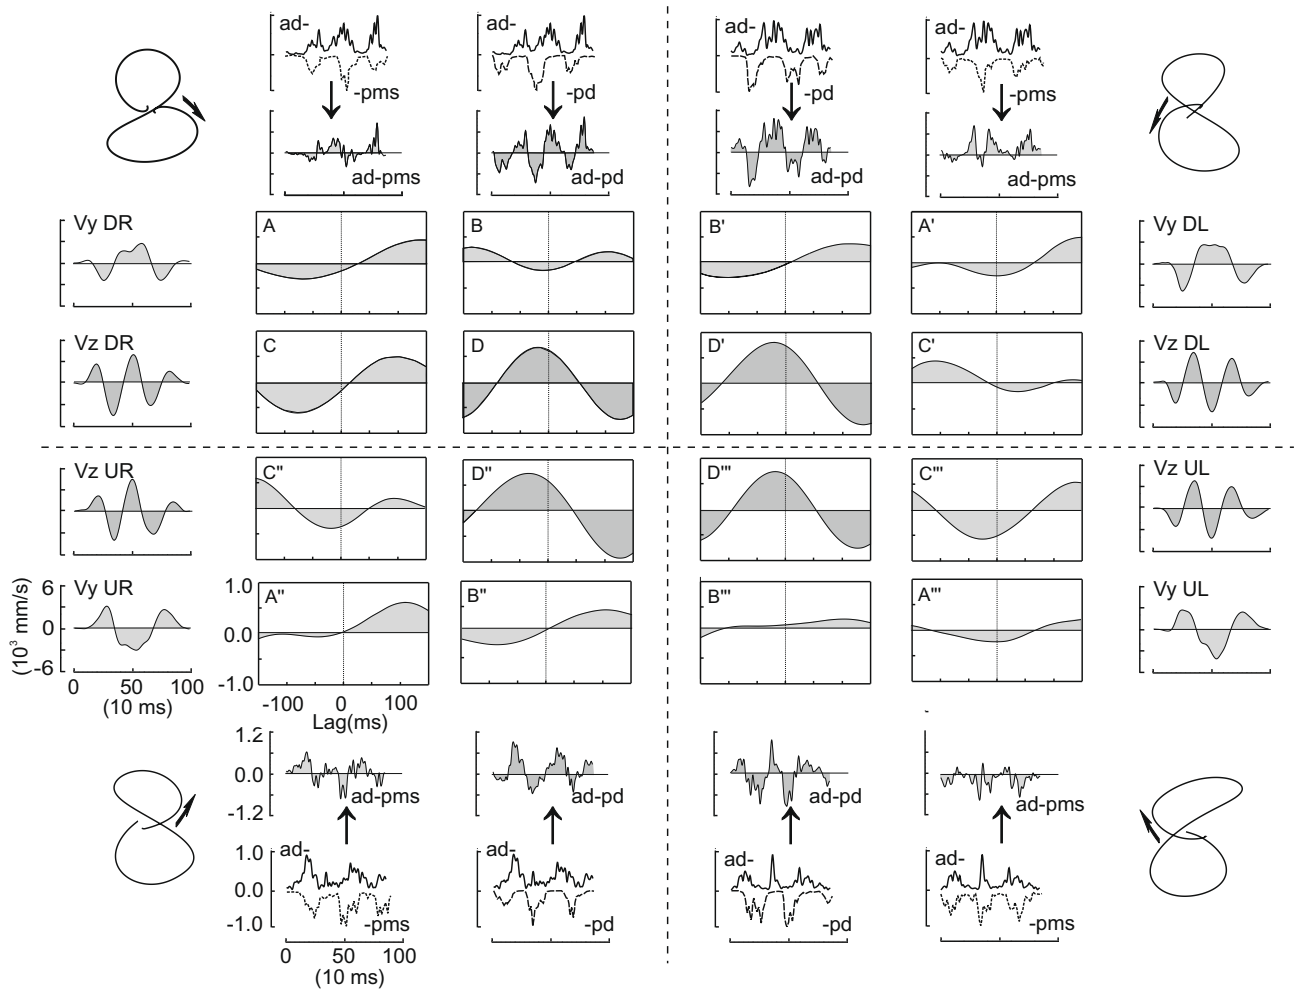 ad- ad- ad- ad-
-pms -pd -pd -pms
ad-pms ad-pd ad-pd ad-pms
Vy DR A B B' A' Vy DL
Vz DR C D D' C' Vz DL
Vz UR C" D" D''' C''' Vz UL
Vy UR A" B" B''' A''' Vy UL
6 1.0
0 0.0
-6 -1.0
(10³ mm/s)
0 50 100 -100 0 100
(10 ms) Lag(ms)
1.2
0.0
-1.2
ad-pms ad-pd ad-pd ad-pms
1.0 ad- ad- ad- ad-
0.0
-1.0 -pms -pd -pd -pms
0 50 100
(10 ms)